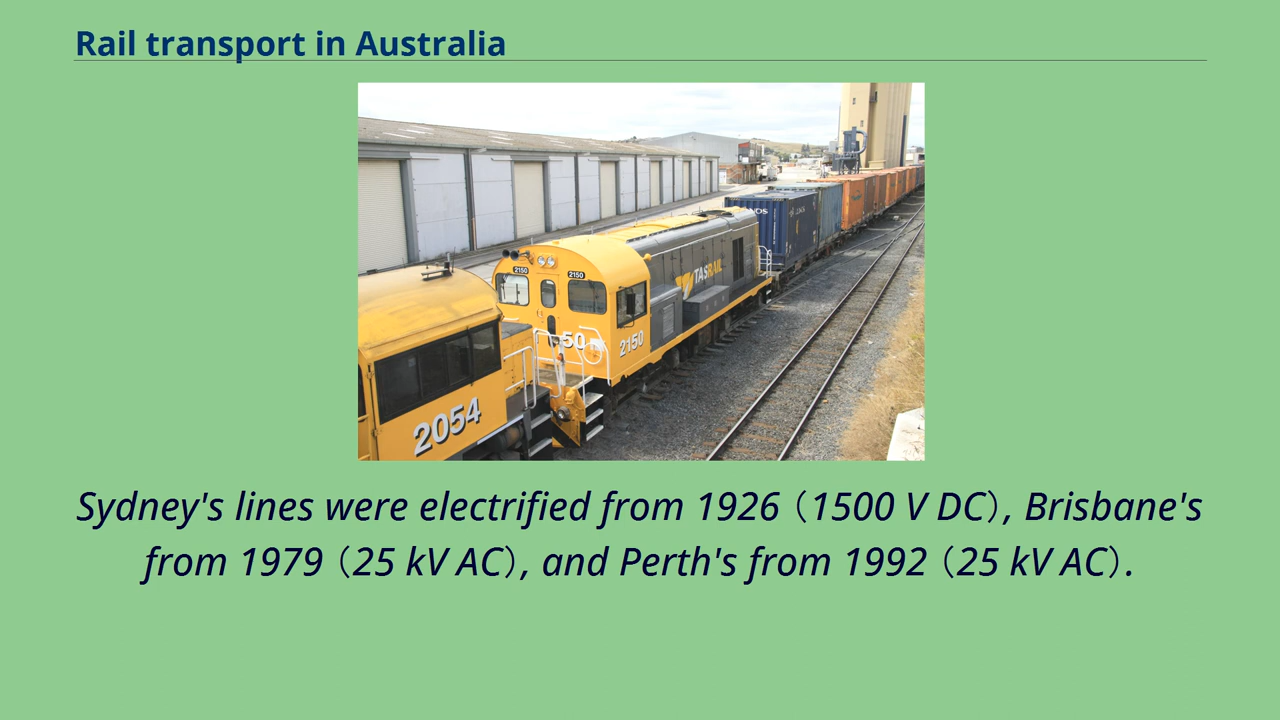 Rail transport in Australia
2150
2150
TASRAIL
50
2150
2054
Sydney's lines were electrified from 1926（1500 V DC）, Brisbane's
from 1979（25 kV AC）, and Perth's from 1992（25 kV AC）.